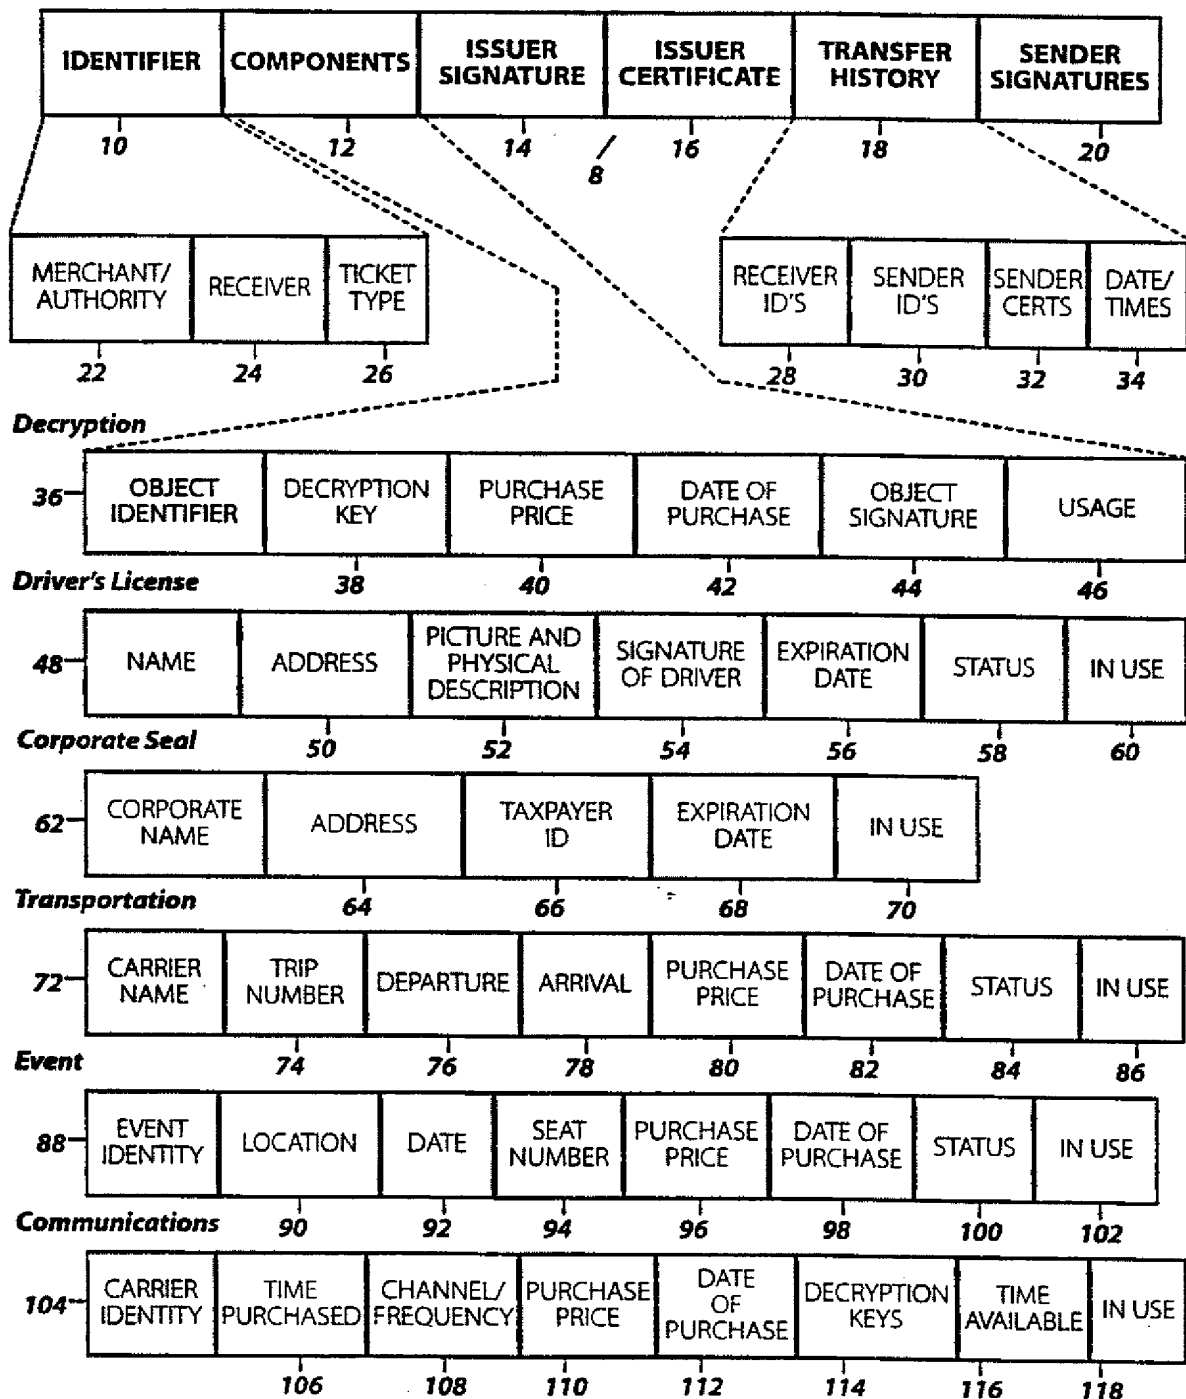 IDENTIFIER
COMPONENTS
ISSUER
SIGNATURE
ISSUER
CERTIFICATE
TRANSFER
HISTORY
SENDER
SIGNATURES
10
12
14
8
16
18
20
MERCHANT/
AUTHORITY
RECEIVER
TICKET
TYPE
RECEIVER
ID'S
SENDER
ID'S
SENDER
CERTS
DATE/
TIMES
22
24
26
28
30
32
34
Decryption
36
OBJECT
IDENTIFIER
DECRYPTION
KEY
PURCHASE
PRICE
DATE OF
PURCHASE
OBJECT
SIGNATURE
USAGE
38
40
42
44
46
Driver's License
48
NAME
ADDRESS
PICTURE AND
PHYSICAL
DESCRIPTION
SIGNATURE
OF DRIVER
EXPIRATION
DATE
STATUS
IN USE
50
52
54
56
58
60
Corporate Seal
62
CORPORATE
NAME
ADDRESS
TAXPAYER
ID
EXPIRATION
DATE
IN USE
64
66
68
70
Transportation
72
CARRIER
NAME
TRIP
NUMBER
DEPARTURE
ARRIVAL
PURCHASE
PRICE
DATE OF
PURCHASE
STATUS
IN USE
74
76
78
80
82
84
86
Event
88
EVENT
IDENTITY
LOCATION
DATE
SEAT
NUMBER
PURCHASE
PRICE
DATE OF
PURCHASE
STATUS
IN USE
90
92
94
96
98
100
102
Communications
104
CARRIER
IDENTITY
TIME
PURCHASED
CHANNEL/
FREQUENCY
PURCHASE
PRICE
DATE
OF
PURCHASE
DECRYPTION
KEYS
TIME
AVAILABLE
IN USE
106
108
110
112
114
116
118